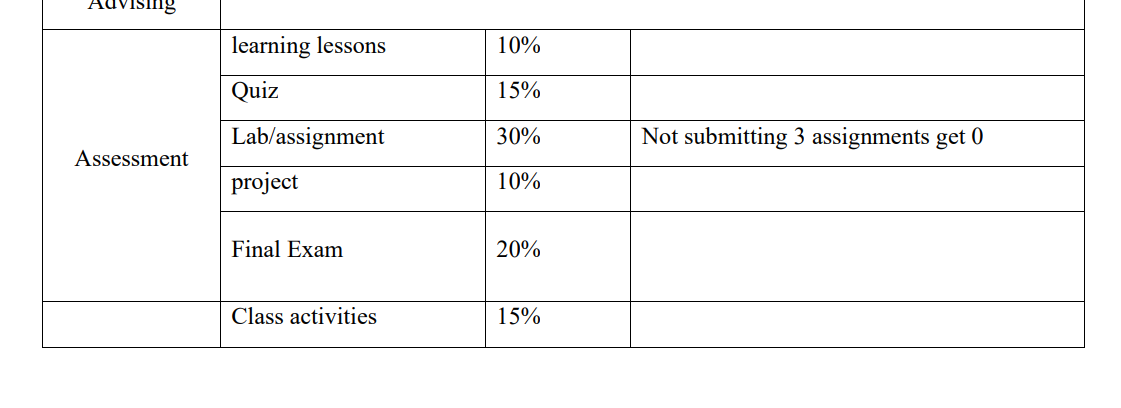 Advising
learning lessons 10%
Quiz 15%
Lab/assignment 30% Not submitting 3 assignments get 0
Assessment
project 10%
Final Exam 20%
Class activities 15%